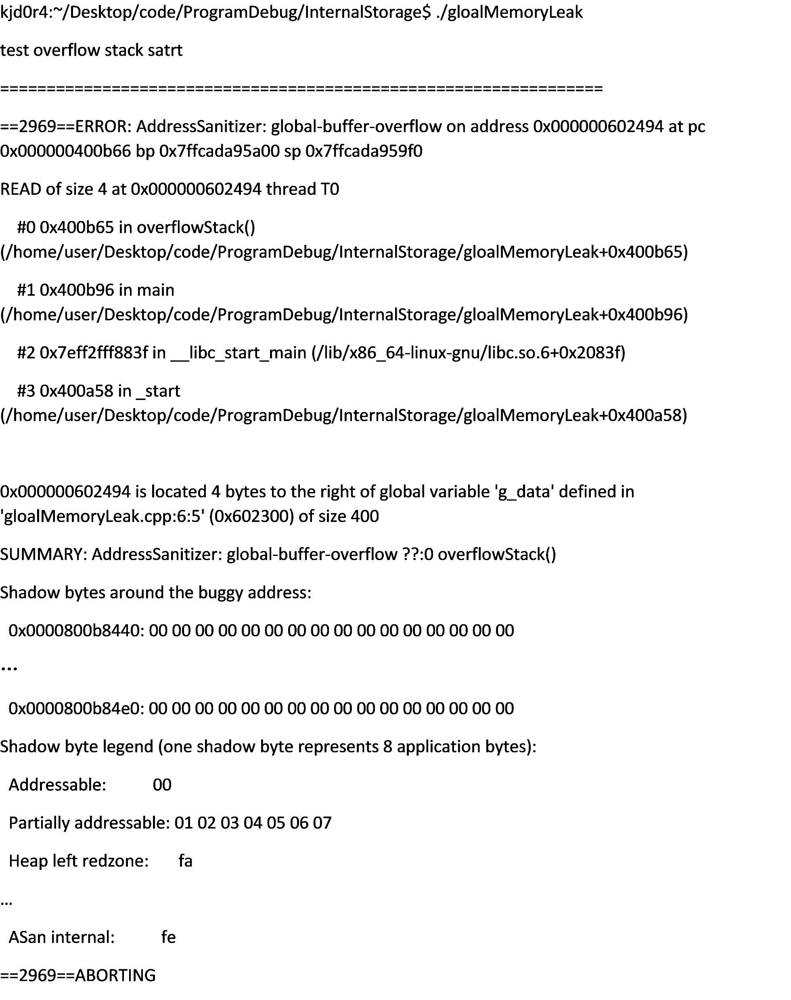 kjd0r4:~/Desktop/code/ProgramDebug/InternalStorage$ ./gloalMemoryLeak
test overflow stack satrt
=================================================================
==2969==ERROR: AddressSanitizer: global-buffer-overflow on address 0x000000602494 at pc
0x000000400b66 bp 0x7ffcada95a00 sp 0x7ffcada959f0
READ of size 4 at 0x000000602494 thread T0
#0 0x400b65 in overflowStack()
(/home/user/Desktop/code/ProgramDebug/InternalStorage/gloalMemoryLeak+0x400b65)
#1 0x400b96 in main
(/home/user/Desktop/code/ProgramDebug/InternalStorage/gloalMemoryLeak+0x400b96)
#2 0x7eff2fff883f in __libc_start_main (/lib/x86_64-linux-gnu/libc.so.6+0x2083f)
#3 0x400a58 in _start
(/home/user/Desktop/code/ProgramDebug/InternalStorage/gloalMemoryLeak+0x400a58)
0x000000602494 is located 4 bytes to the right of global variable 'g_data' defined in
'gloalMemoryLeak.cpp:6:5' (0x602300) of size 400
SUMMARY: AddressSanitizer: global-buffer-overflow ??:0 overflowStack()
Shadow bytes around the buggy address:
0x0000800b8440: 00 00 00 00 00 00 00 00 00 00 00 00 00 00 00 00
...
0x0000800b84e0: 00 00 00 00 00 00 00 00 00 00 00 00 00 00 00 00
Shadow byte legend (one shadow byte represents 8 application bytes):
Addressable: 00
Partially addressable: 01 02 03 04 05 06 07
Heap left redzone: fa
...
ASan internal: fe
==2969==ABORTING